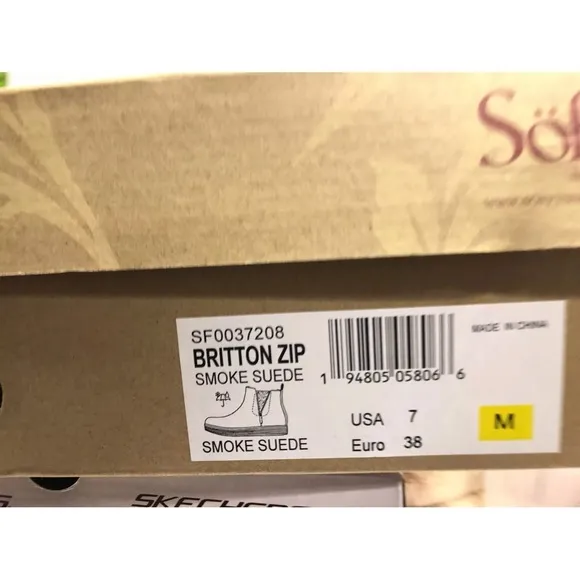 Söf
SF0037208
BRITTON ZIP
SMOKE SUEDE
SMOKE SUEDE
1 94805 05806 6
MADE IN CHINA
USA 7
Euro 38
M
SKECHERS